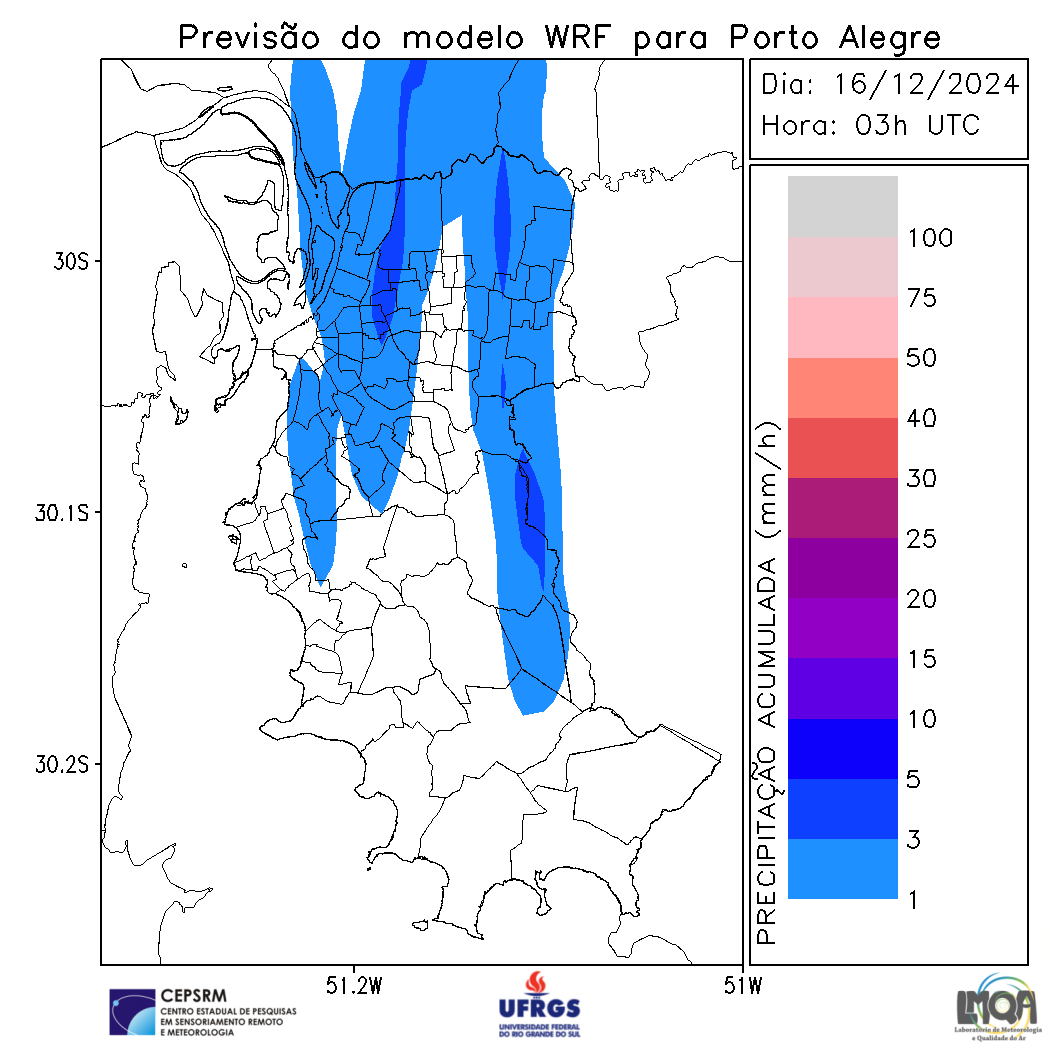 Previsão do modelo WRF para Porto Alegre
Dia: 16/12/2024
Hora: 03h UTC
PRECIPITAÇÃO ACUMULADA (mm/h)
100
75
50
40
30
25
20
15
10
5
3
1
30S
30.1S
30.2S
51.2W
51W
CEPSRM
CENTRO ESTADUAL DE PESQUISAS
EM SENSORIAMENTO REMOTO
E METEOROLOGIA
UFRGS
UNIVERSIDADE FEDERAL
DO RIO GRANDE DO SUL
LMQA
Laboratório de Meteorologia
e Qualidade do Ar